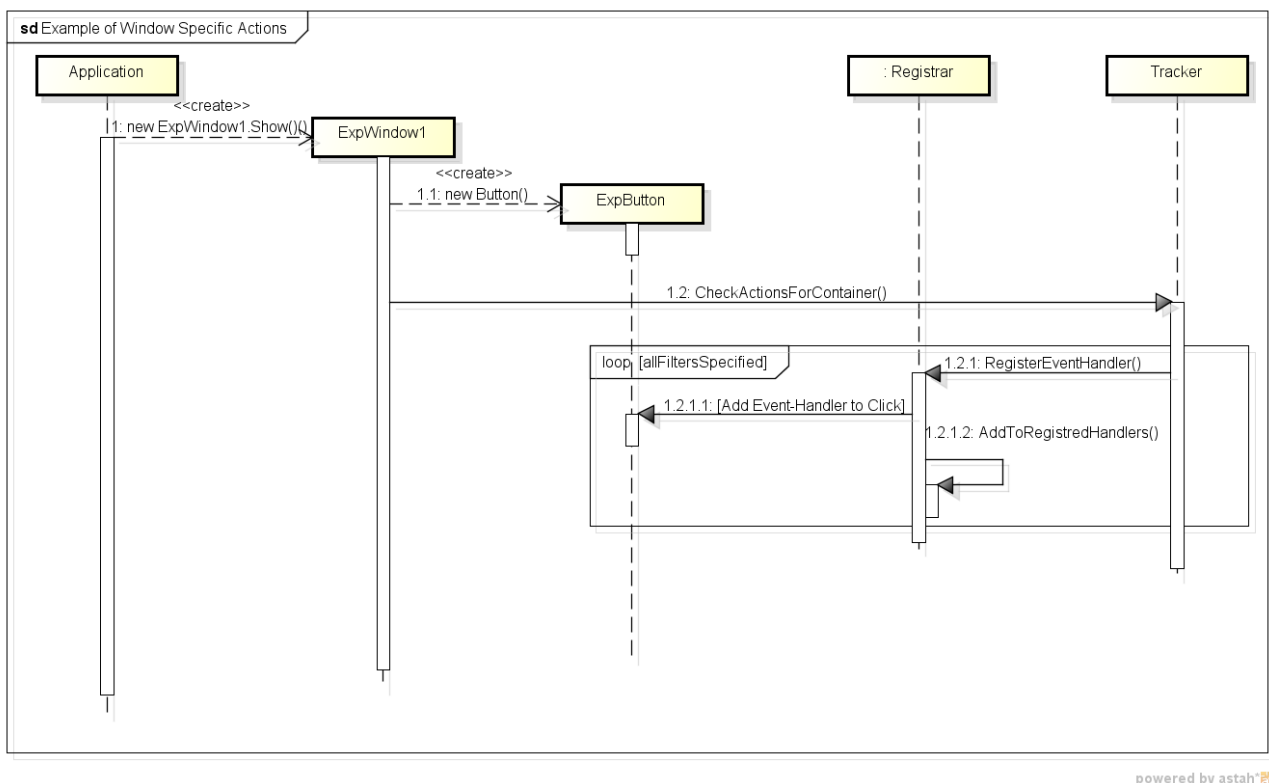 sd Example of Window Specific Actions
Application
: Registrar
Tracker
<<create>>
1: new ExpWindow1.Show()()
ExpWindow1
<<create>>
1.1: new Button()
ExpButton
1.2: CheckActionsForContainer()
loop [allFiltersSpecified]
1.2.1: RegisterEventHandler()
1.2.1.1: [Add Event-Handler to Click]
1.2.1.2: AddToRegistredHandlers()
powered by astah*